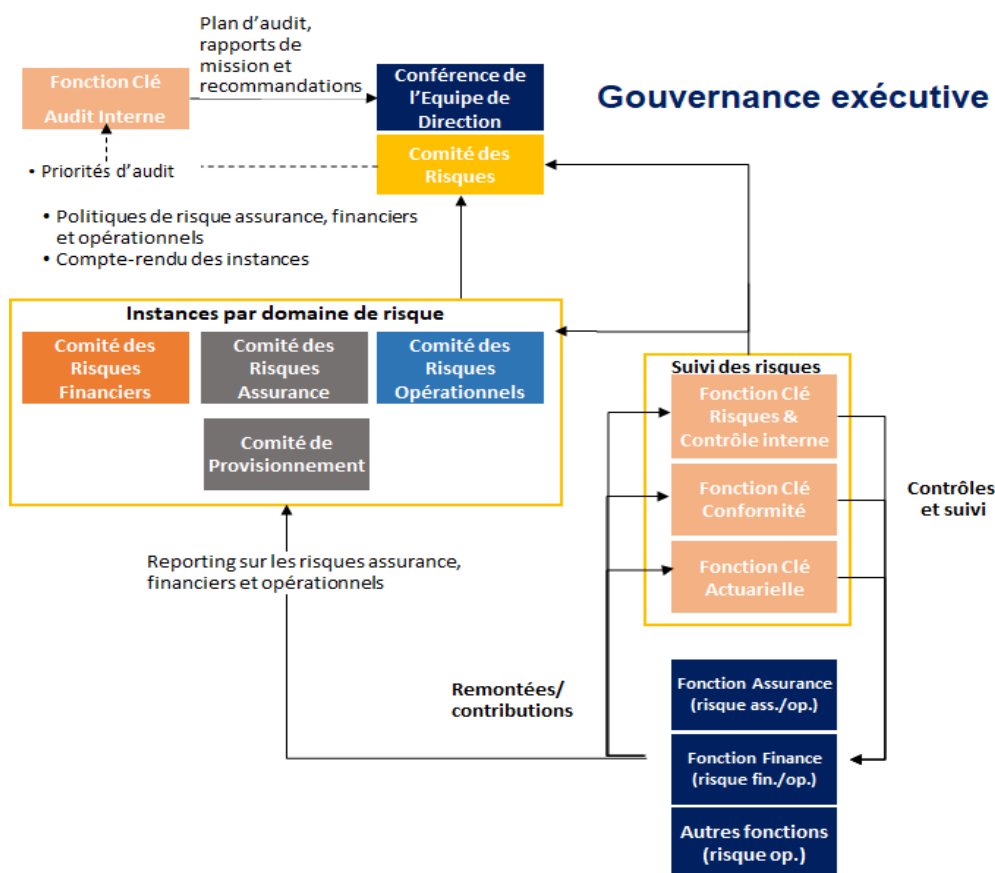 Plan d’audit,
rapports de
mission et
recommandations
Fonction Clé
Audit Interne
Conférence de
l’Equipe de
Direction
Gouvernance exécutive
Comité des
Risques
• Priorités d’audit
• Politiques de risque assurance, financiers
et opérationnels
• Compte-rendu des instances
Instances par domaine de risque
Comité des
Risques
Financiers
Comité des
Risques
Assurance
Comité des
Risques
Opérationnels
Comité de
Provisionnement
Suivi des risques
Fonction Clé
Risques &
Contrôle interne
Fonction Clé
Conformité
Fonction Clé
Actuarielle
Contrôles
et suivi
Reporting sur les risques assurance,
financiers et opérationnels
Remontées/
contributions
Fonction Assurance
(risque ass./op.)
Fonction Finance
(risque fin./op.)
Autres fonctions
(risque op.)